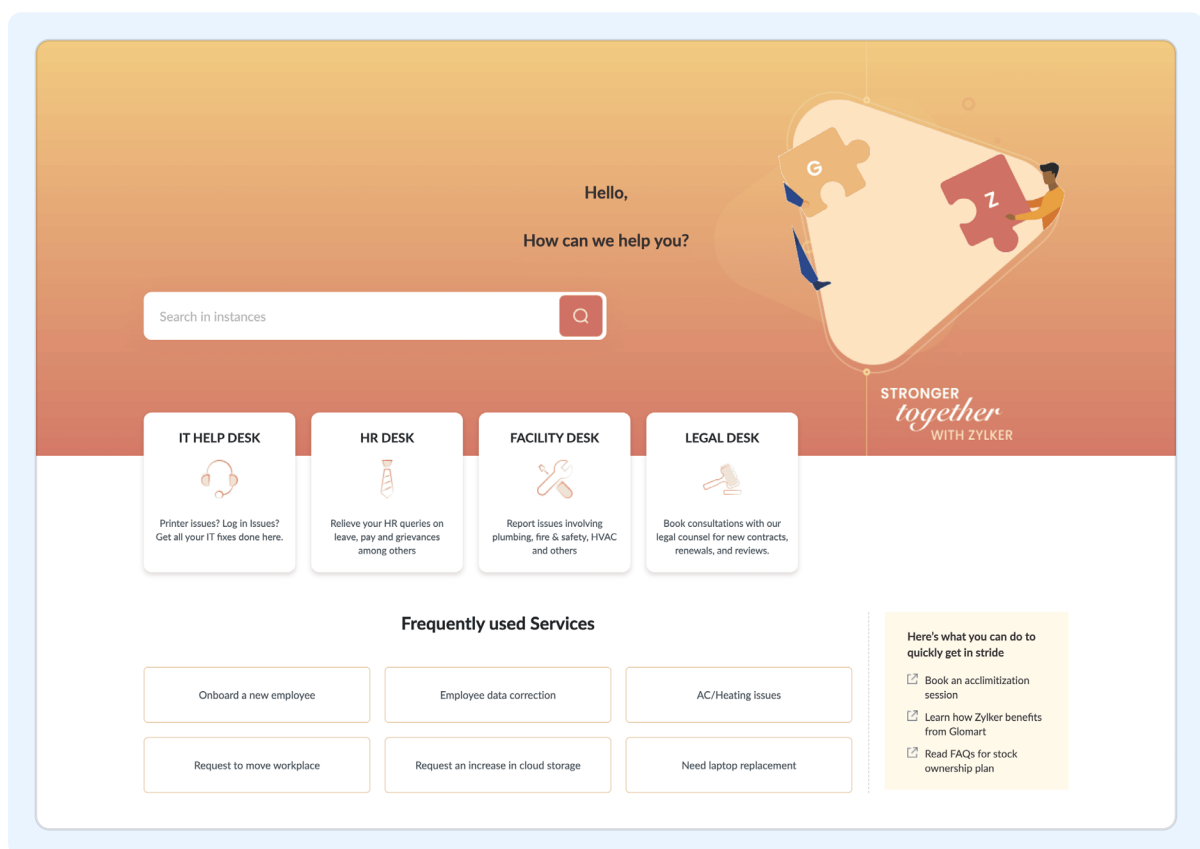 G
Z
Hello,
How can we help you?
Search in instances
STRONGER
together
WITH ZYLKER
IT HELP DESK
Printer issues? Log in Issues?
Get all your IT fixes done here.
HR DESK
Relieve your HR queries on
leave, pay and grievances
among others
FACILITY DESK
Report issues involving
plumbing, fire & safety, HVAC
and others
LEGAL DESK
Book consultations with our
legal counsel for new contracts,
renewals, and reviews.
Frequently used Services
Onboard a new employee
Employee data correction
AC/Heating issues
Request to move workplace
Request an increase in cloud storage
Need laptop replacement
Here's what you can do to
quickly get in stride
Book an acclimitization
session
Learn how Zylker benefits
from Glomart
Read FAQs for stock
ownership plan